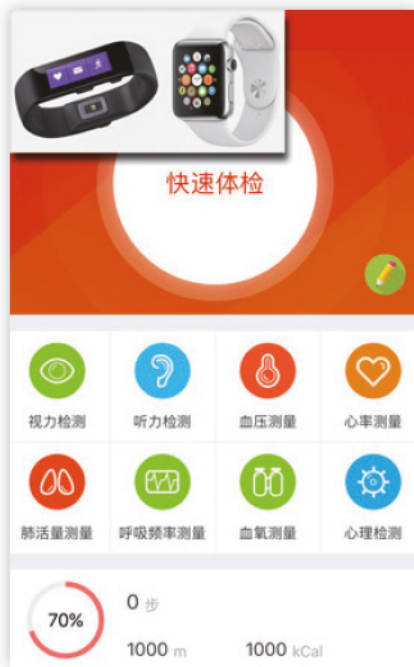 快速体检
视力检测 听力检测 血压测量 心率测量
肺活量测量 呼吸频率测量 血氧测量 心理检测
70%
0 步
1000 m 1000 kCal